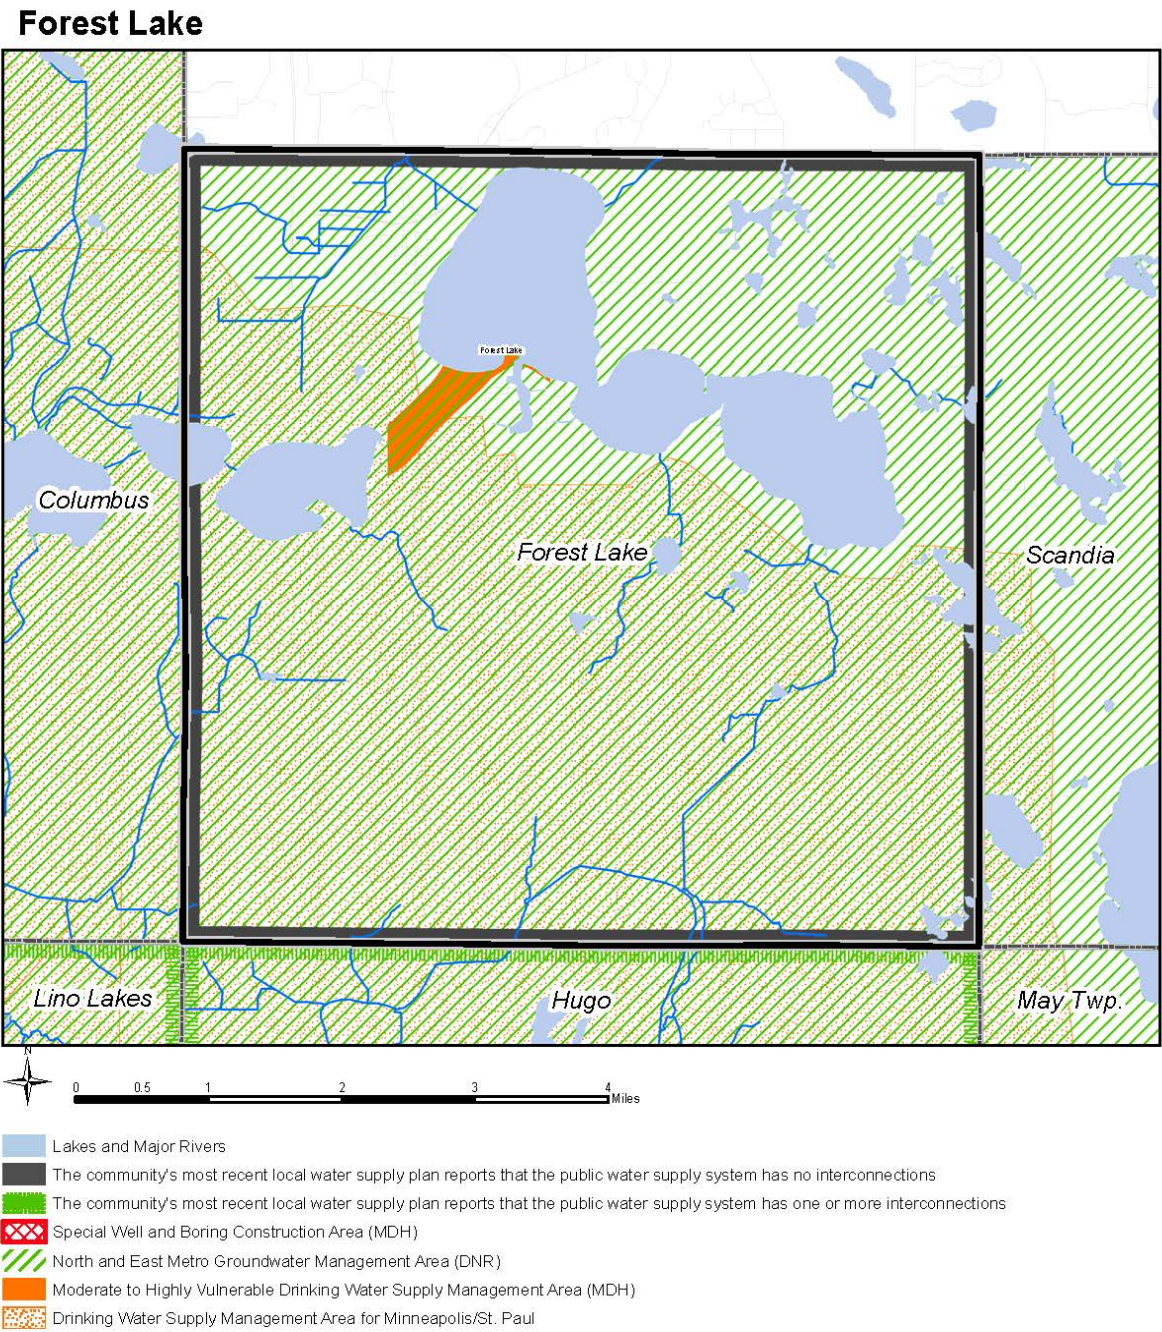 Forest Lake
Forest Lake
Columbus
Forest Lake
Scandia
Lino Lakes
Hugo
May Twp.
N
0 0.5 1 2 3 4
Miles
Lakes and Major Rivers
The community's most recent local water supply plan reports that the public water supply system has no interconnections
The community's most recent local water supply plan reports that the public water supply system has one or more interconnections
Special Well and Boring Construction Area (MDH)
North and East Metro Groundwater Management Area (DNR)
Moderate to Highly Vulnerable Drinking Water Supply Management Area (MDH)
Drinking Water Supply Management Area for Minneapolis/St. Paul